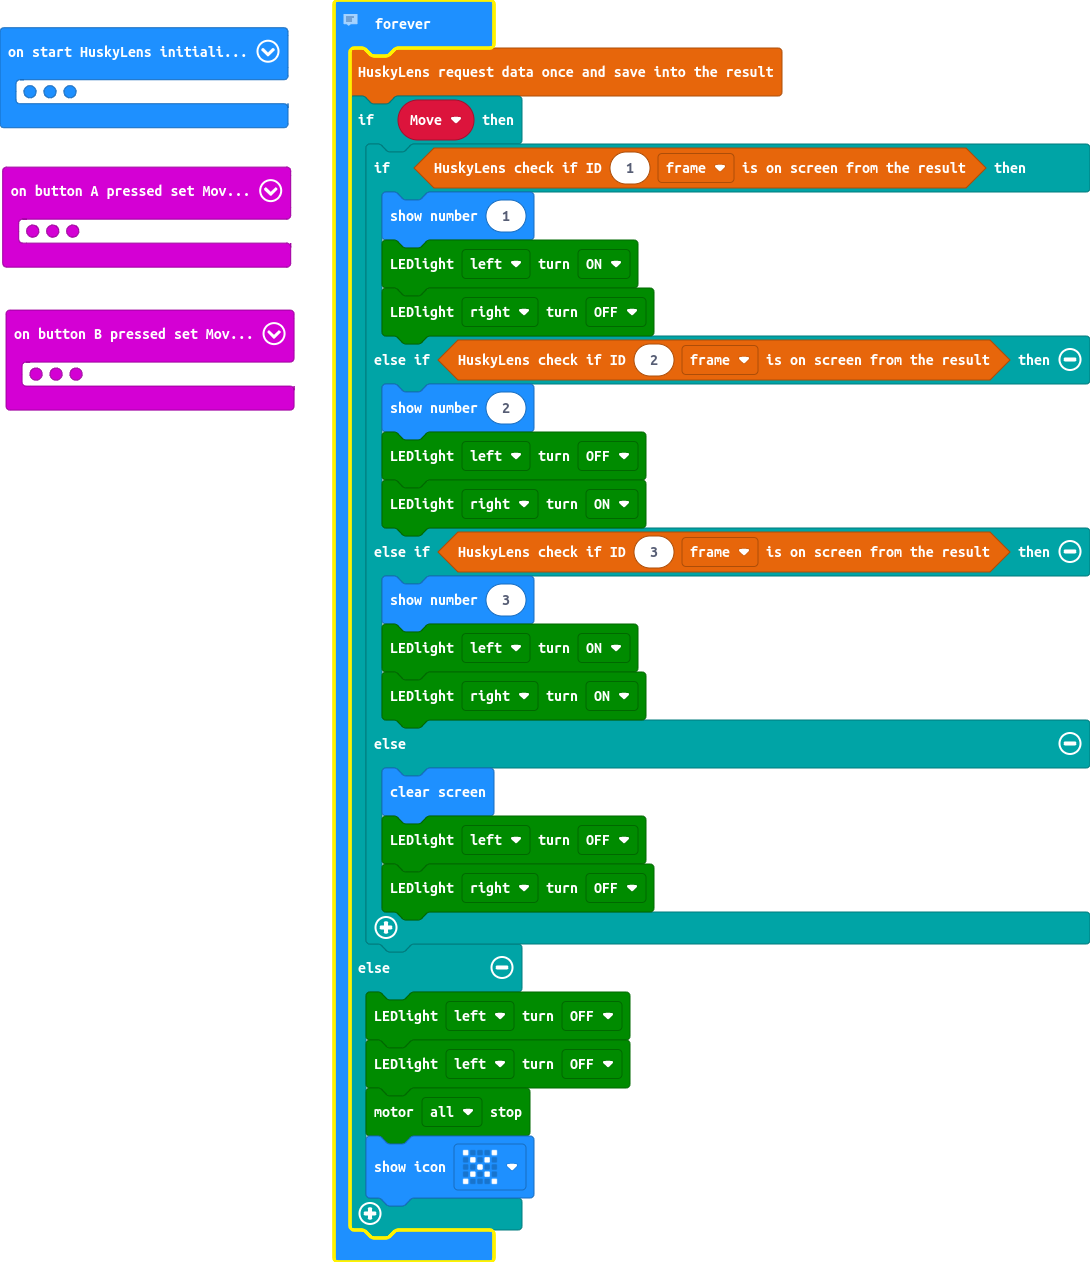 on start HuskyLens initiali...
on button A pressed set Mov...
on button B pressed set Mov...
forever
HuskyLens request data once and save into the result
if Move then
if HuskyLens check if ID 1 frame is on screen from the result then
show number 1
LEDlight left turn ON
LEDlight right turn OFF
else if HuskyLens check if ID 2 frame is on screen from the result then
show number 2
LEDlight left turn OFF
LEDlight right turn ON
else if HuskyLens check if ID 3 frame is on screen from the result then
show number 3
LEDlight left turn ON
LEDlight right turn ON
else
clear screen
LEDlight left turn OFF
LEDlight right turn OFF
else
LEDlight left turn OFF
LEDlight left turn OFF
motor all stop
show icon